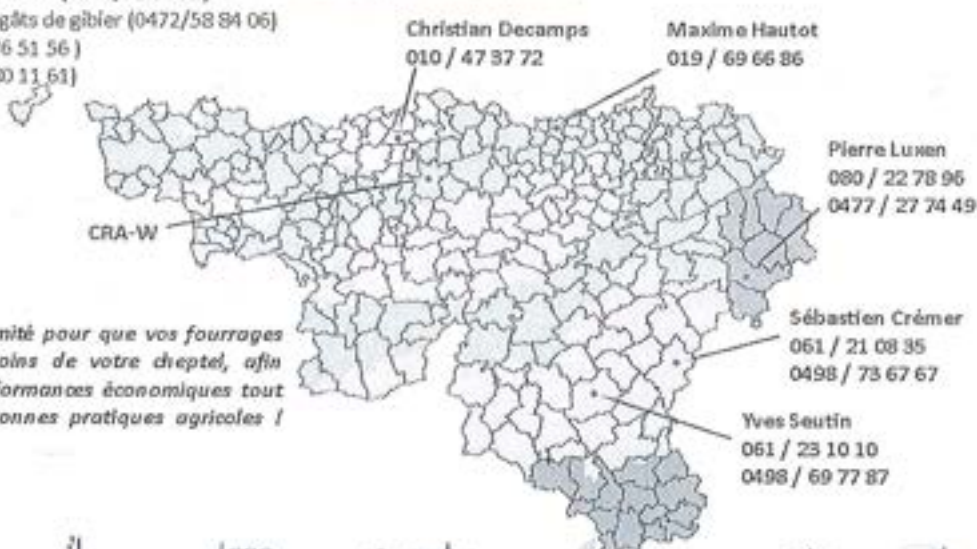 gâts de gibier (0472/58 84 06)
6 51 56 )
0 11 61)
Christian Decamps
010 / 47 37 72
Maxime Hautot
019 / 69 66 86
Pierre Luxen
080 / 22 78 96
0477 / 27 74 49
CRA-W
Sébastien Crémer
061 / 21 08 35
0498 / 73 67 67
Yves Seutin
061 / 23 10 10
0498 / 69 77 87
mité pour que vos fourrages
oins de votre cheptel, afin
formances économiques tout
onnes pratiques agricoles !